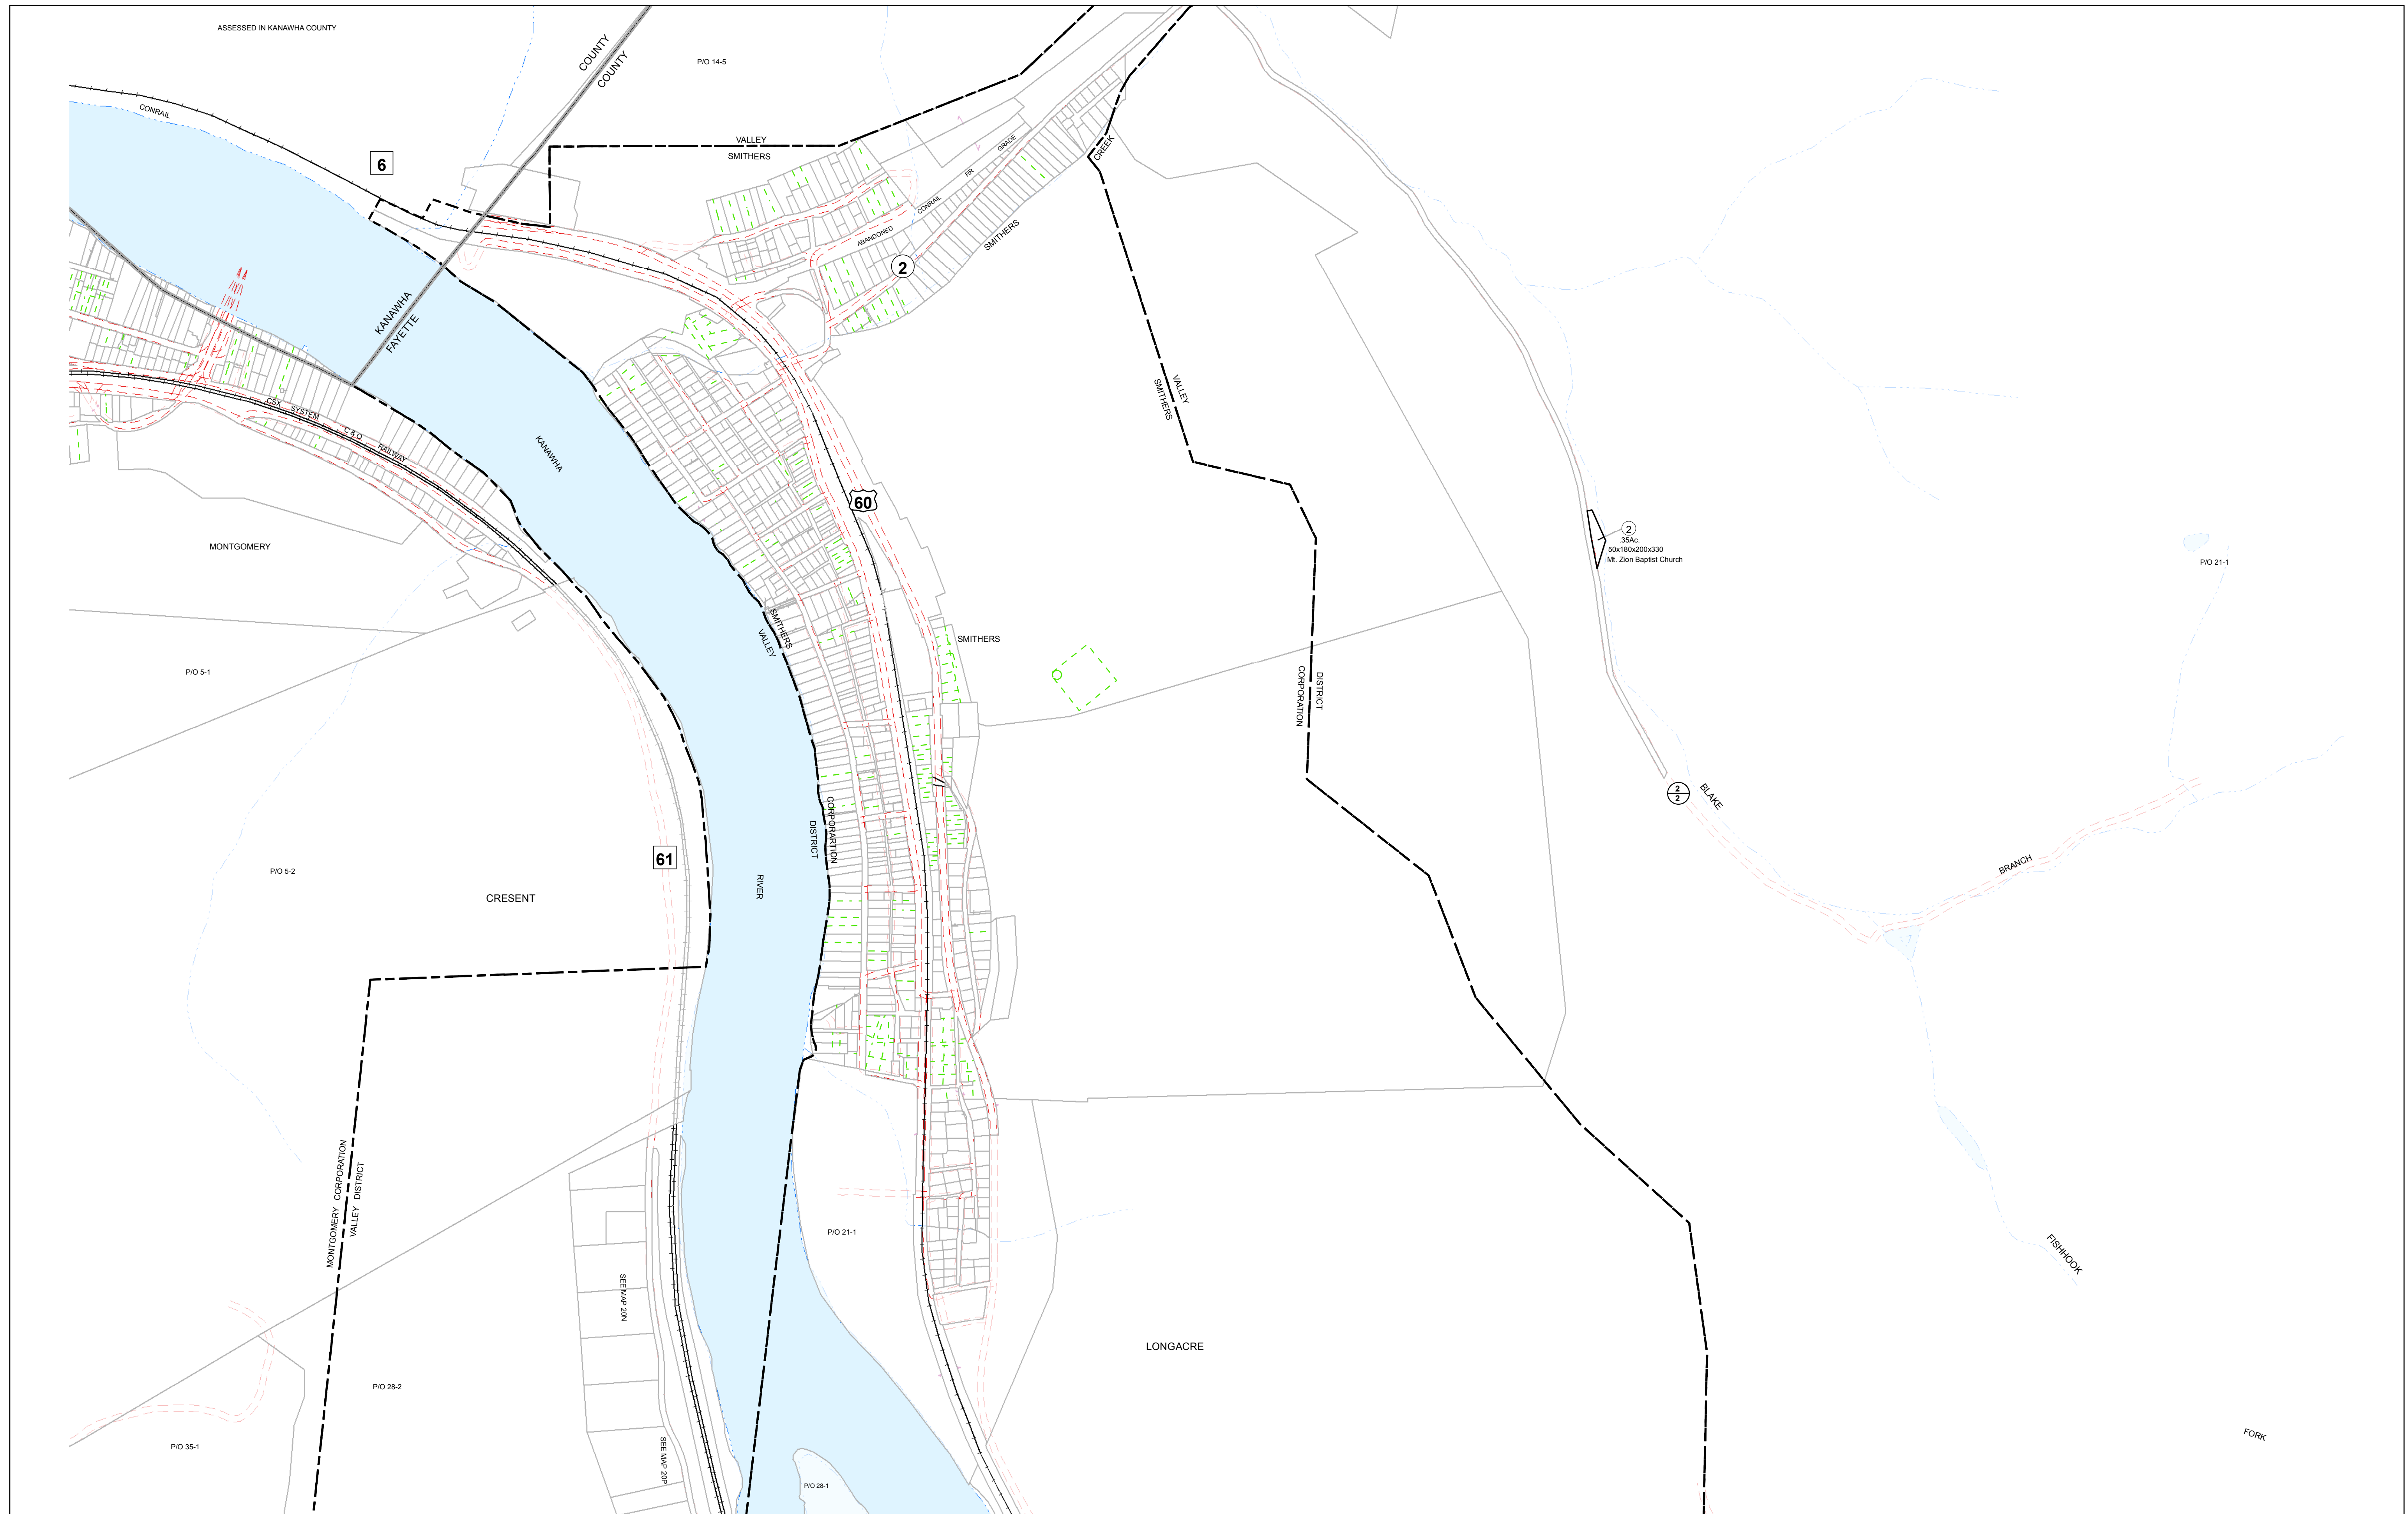 ASSESSED IN KANAWHA COUNTY
COUNTY
COUNTY
P/O 14-5
CONRAIL
6
VALLEY
SMITHERS
CREEK
GRADE
RR
CONRAIL
ABANDONED
SMITHERS
2
KANAWHA
FAYETTE
VALLEY
SMITHERS
CSX SYSTEM
C & O RAILWAY
KANAWHA
60
MONTGOMERY
2
.35Ac.
50x180x200x330
Mt. Zion Baptist Church
P/O 21-1
SMITHERS
VALLEY
SMITHERS
P/O 5-1
DISTRICT
CORPORATION
2
2
BLAKE
BRANCH
CORPORARTION
DISTRICT
61
P/O 5-2
RIVER
CRESENT
MONTGOMERY CORPORATION
VALLEY DISTRICT
P/O 21-1
FISHHOOK
SEE MAP 20N
LONGACRE
P/O 28-2
FORK
P/O 35-1
SEE MAP 20P
P/O 28-1